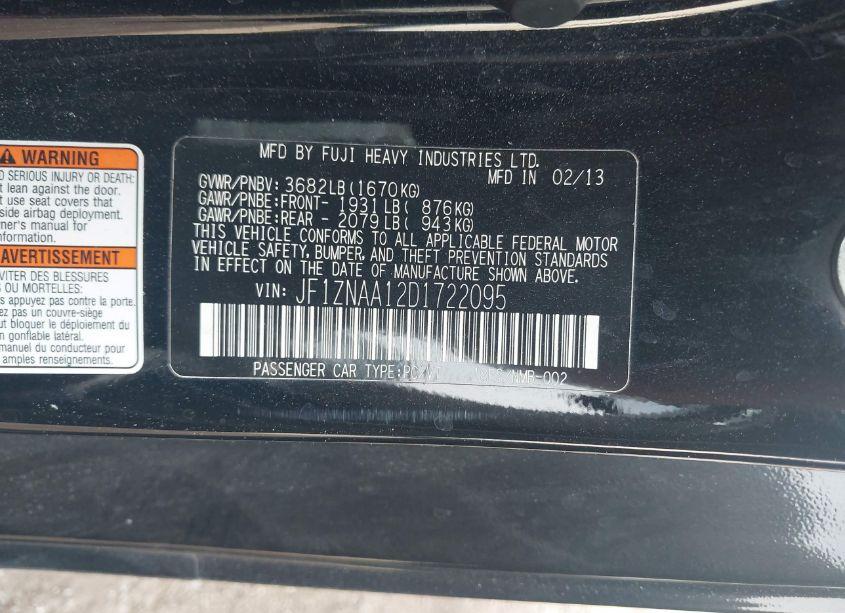 WARNING
D SERIOUS INJURY OR DEATH:
t lean against the door.
t use seat covers that
side airbag deployment.
ner's manual for
nformation.
AVERTISSEMENT
VITER DES BLESSURES
S OU MORTELLES:
appuyez pas contre la porte.
ez pas un couvre-siège
ut bloquer le déploiement du
n gonflable latéral.
manuel du conducteur pour
amples renseignements.
MFD BY FUJI HEAVY INDUSTRIES LTD.
MFD IN 02/13
GVWR/PNBV: 3682LB(1670KG)
GAWR/PNBE:FRONT- 1931LB( 876KG)
GAWR/PNBE:REAR - 2079LB( 943KG)
THIS VEHICLE CONFORMS TO ALL APPLICABLE FEDERAL MOTOR
VEHICLE SAFETY, BUMPER, AND THEFT PREVENTION STANDARDS
IN EFFECT ON THE DATE OF MANUFACTURE SHOWN ABOVE.
VIN: JF1ZNAA12D1722095
PASSENGER CAR TYPE:PC/VT